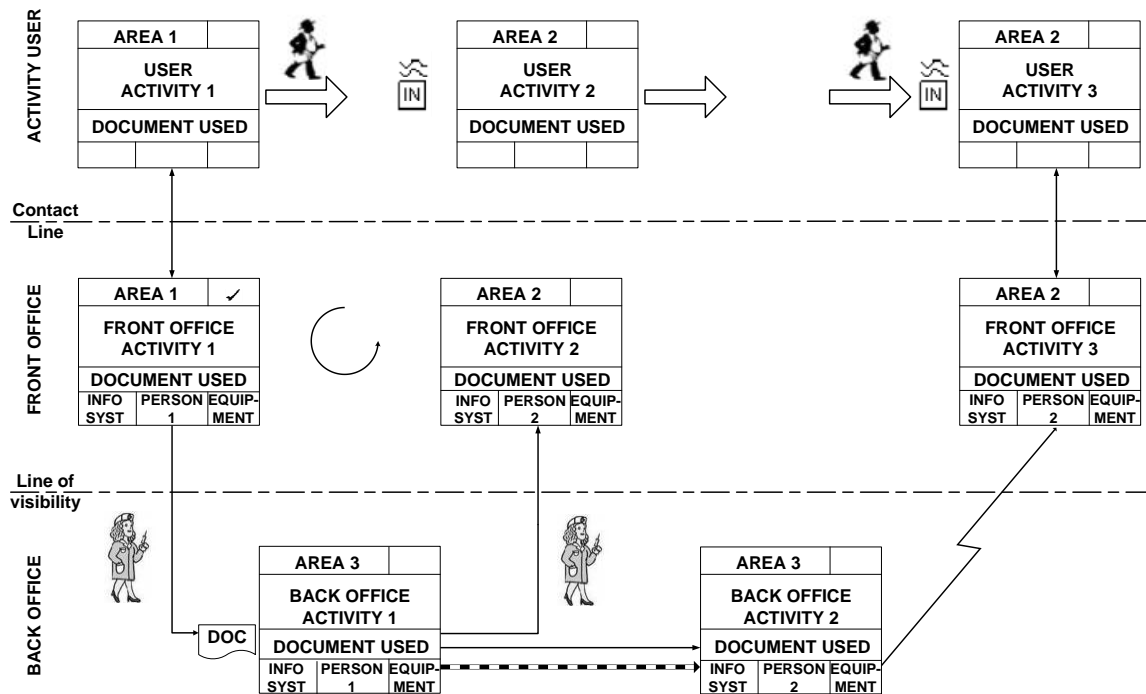 ACTIVITY USER
AREA 1
USER
ACTIVITY 1
DOCUMENT USED
IN
AREA 2
USER
ACTIVITY 2
DOCUMENT USED
IN
AREA 2
USER
ACTIVITY 3
DOCUMENT USED
Contact
Line
FRONT OFFICE
AREA 1
FRONT OFFICE
ACTIVITY 1
DOCUMENT USED
INFO
SYST
PERSON
1
EQUIP-
MENT
AREA 2
FRONT OFFICE
ACTIVITY 2
DOCUMENT USED
INFO
SYST
PERSON
2
EQUIP-
MENT
AREA 2
FRONT OFFICE
ACTIVITY 3
DOCUMENT USED
INFO
SYST
PERSON
2
EQUIP-
MENT
Line of
visibility
BACK OFFICE
DOC
AREA 3
BACK OFFICE
ACTIVITY 1
DOCUMENT USED
INFO
SYST
PERSON
1
EQUIP-
MENT
AREA 3
BACK OFFICE
ACTIVITY 2
DOCUMENT USED
INFO
SYST
PERSON
2
EQUIP-
MENT